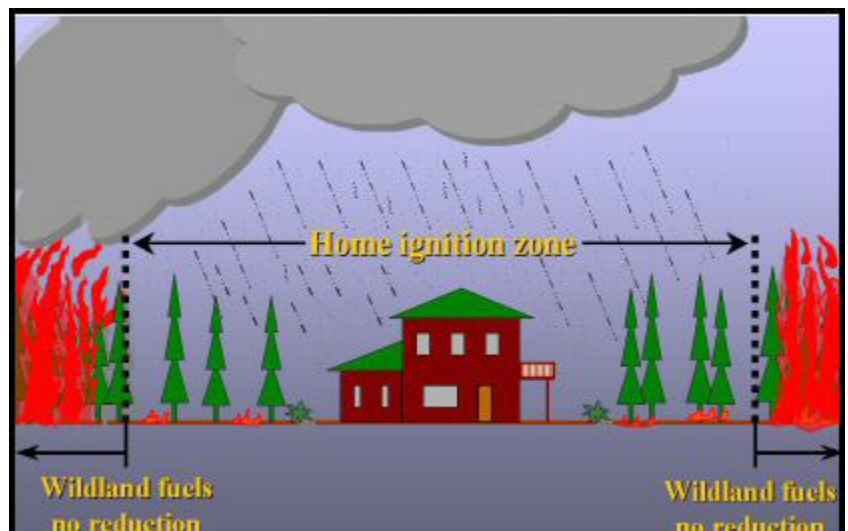 Home ignition zone
Wildland fuels
no reduction
Wildland fuels
no reduction